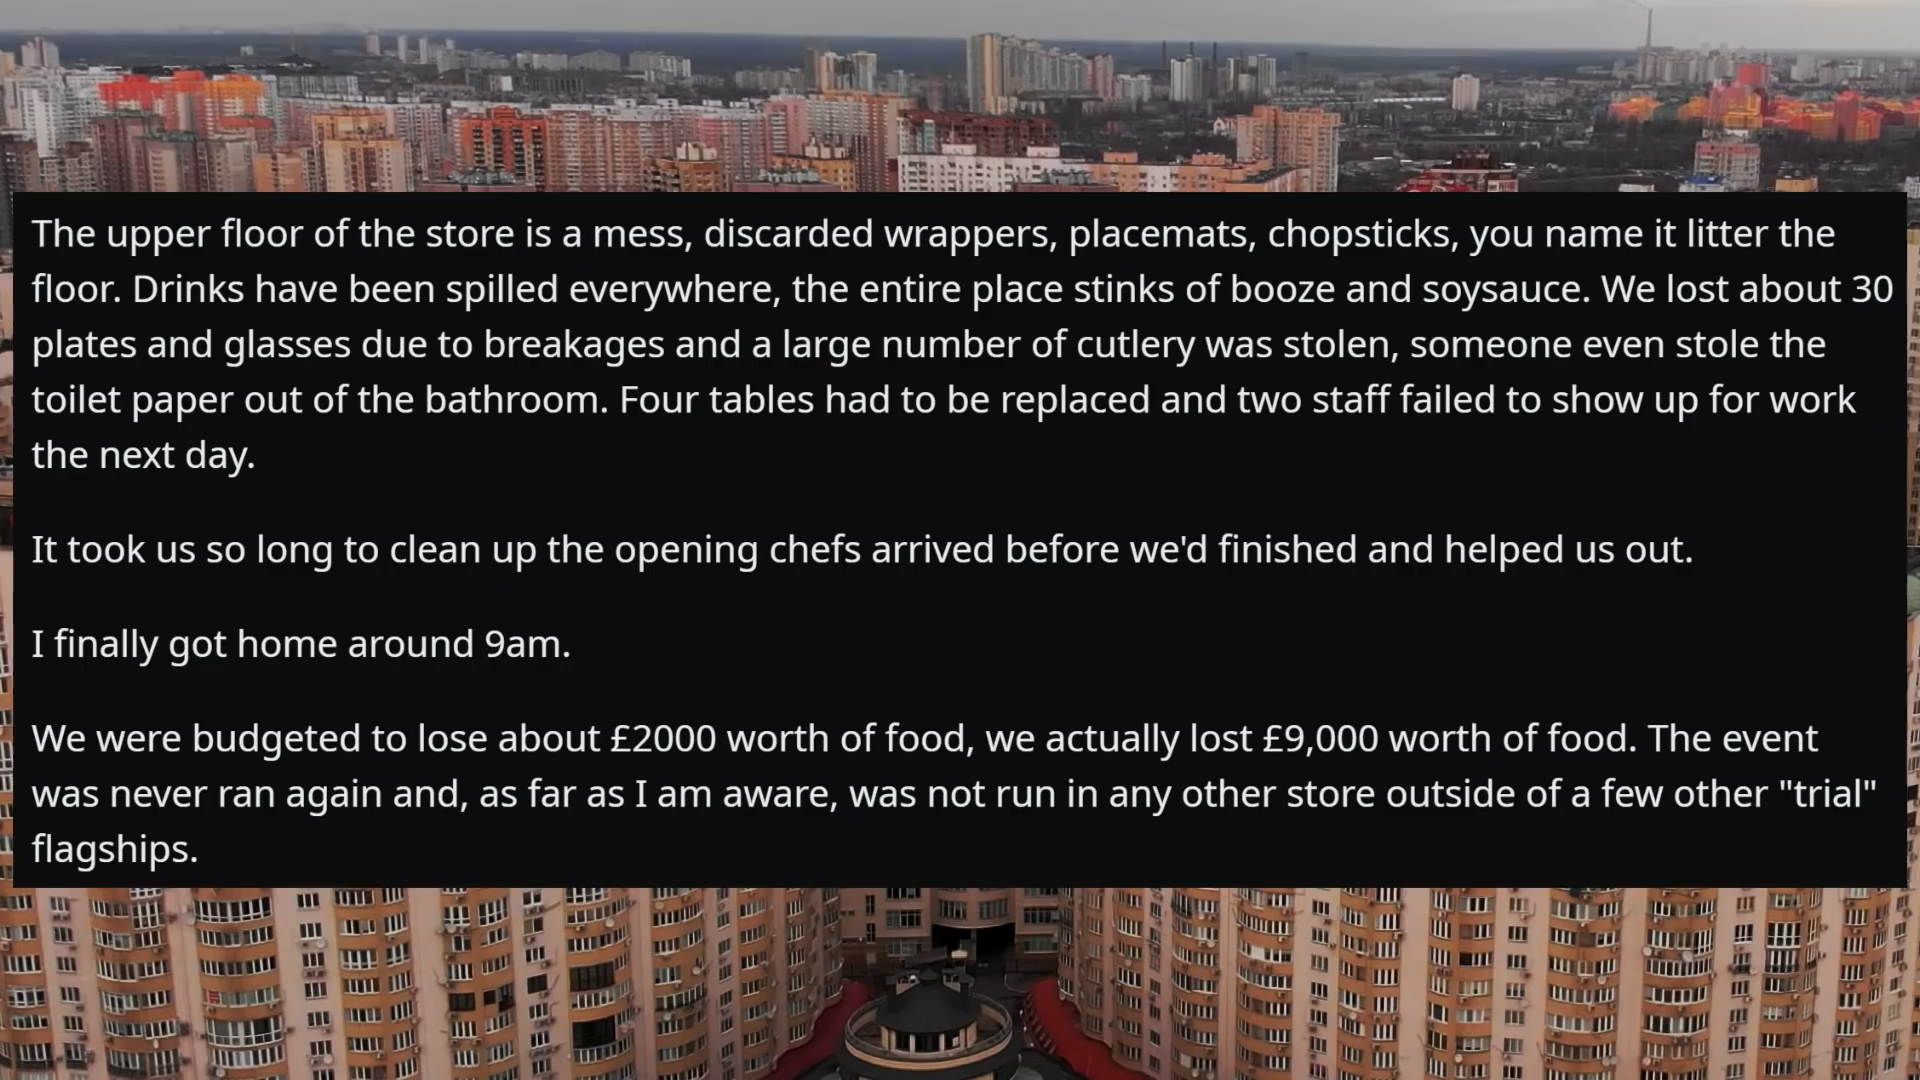 The upper floor of the store is a mess, discarded wrappers, placemats, chopsticks, you name it litter the
floor. Drinks have been spilled everywhere, the entire place stinks of booze and soysauce. We lost about 30
plates and glasses due to breakages and a large number of cutlery was stolen, someone even stole the
toilet paper out of the bathroom. Four tables had to be replaced and two staff failed to show up for work
the next day.
It took us so long to clean up the opening chefs arrived before we'd finished and helped us out.
I finally got home around 9am.
We were budgeted to lose about £2000 worth of food, we actually lost £9,000 worth of food. The event
was never ran again and, as far as I am aware, was not run in any other store outside of a few other "trial"
flagships.